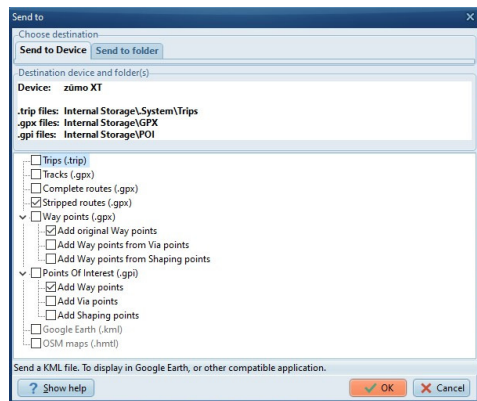 Send to
Choose destination
Send to Device Send to folder
Destination device and folder(s)
Device: zümo XT
.trip files: Internal Storage\.System\Trips
.gpx files: Internal Storage\GPX
.gpi files: Internal Storage\POI
Trips (.trip)
Tracks (.gpx)
Complete routes (.gpx)
Stripped routes (.gpx)
Way points (.gpx)
Add original Way points
Add Way points from Via points
Add Way points from Shaping points
Points Of Interest (.gpi)
Add Way points
Add Via points
Add Shaping points
Google Earth (.kml)
OSM maps (.hmtl)
Send a KML file. To display in Google Earth, or other compatible application.
? Show help OK Cancel